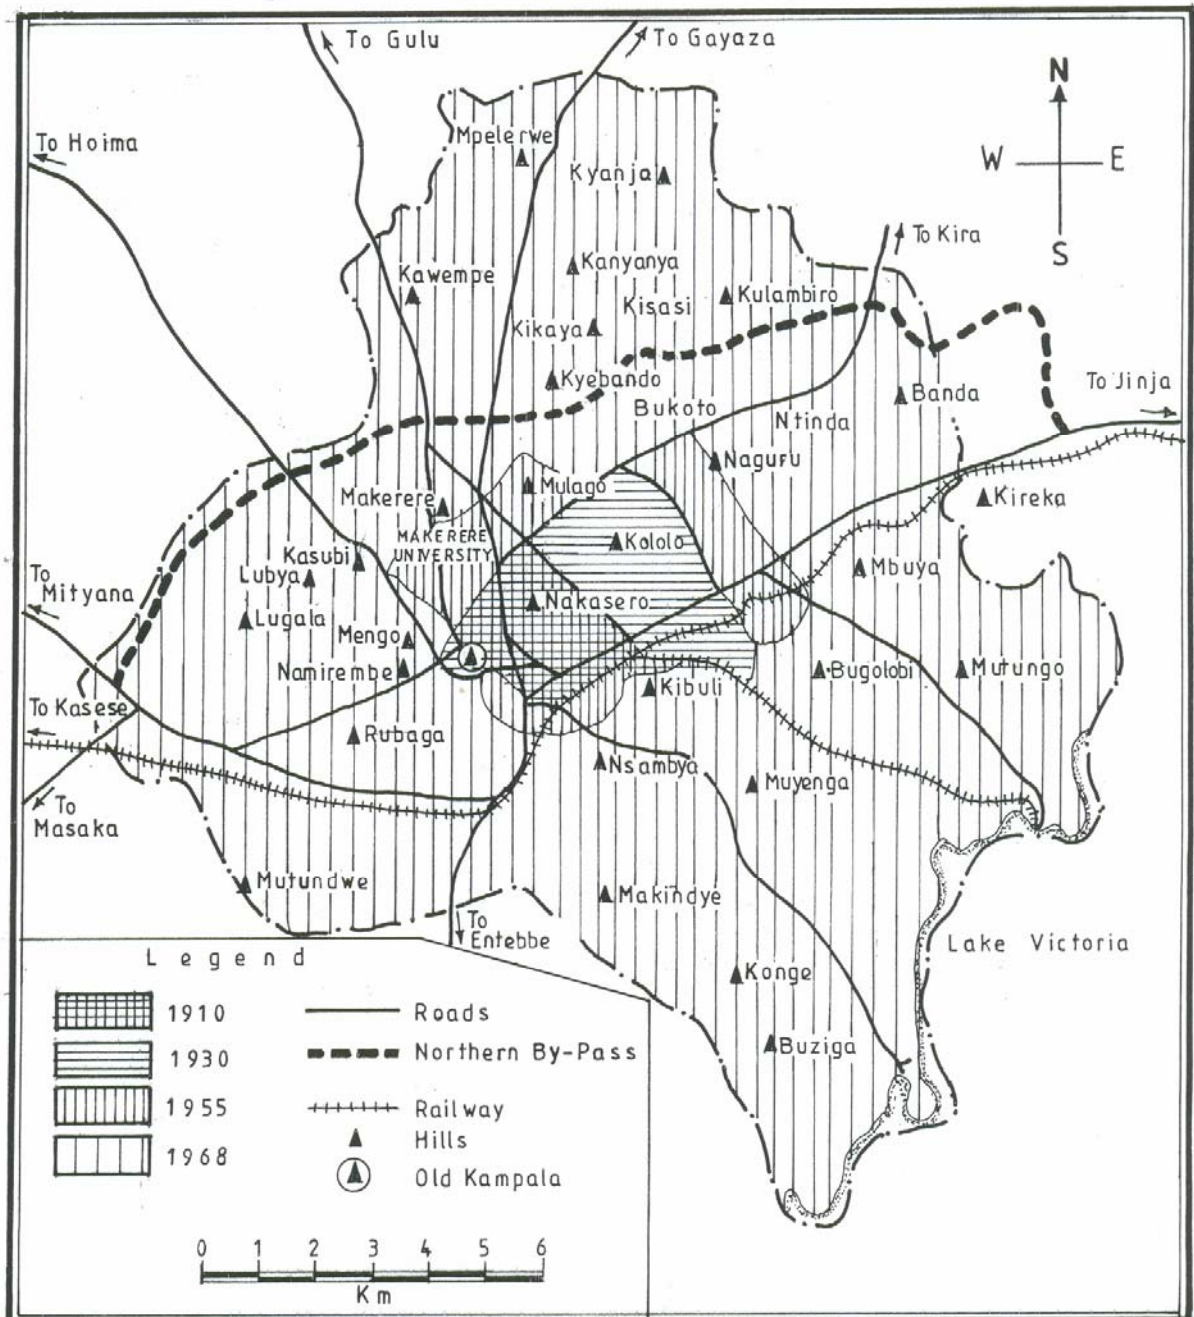 To Gulu
To Gayaza
N
To Hoima
Mpelerwe
W E
Kyanja
To Kira
S
Kanyanya
Kawempe
Kulambiro
Kisasi
Kikaya
To Jinja
Kyebando
Banda
Bukoto
Ntinda
Naguru
Mulago
Makerere
Kireka
MAKERERE
UNIVERSITY
Kololo
Kasubi
To
Mityana
Lubya
Mbuya
Nakasero
Lugala
Mengo
Namirembe
Bugolobi
Mutungo
Kibuli
To Kasese
Rubaga
Nsambya
Muyenga
To
Masaka
Mutundwe
Makindye
To
Entebbe
Lake Victoria
Legend
Konge
1910
Roads
Buziga
1930
Northern By-Pass
1955
Railway
Hills
1968
Old Kampala
0 1 2 3 4 5 6
Km